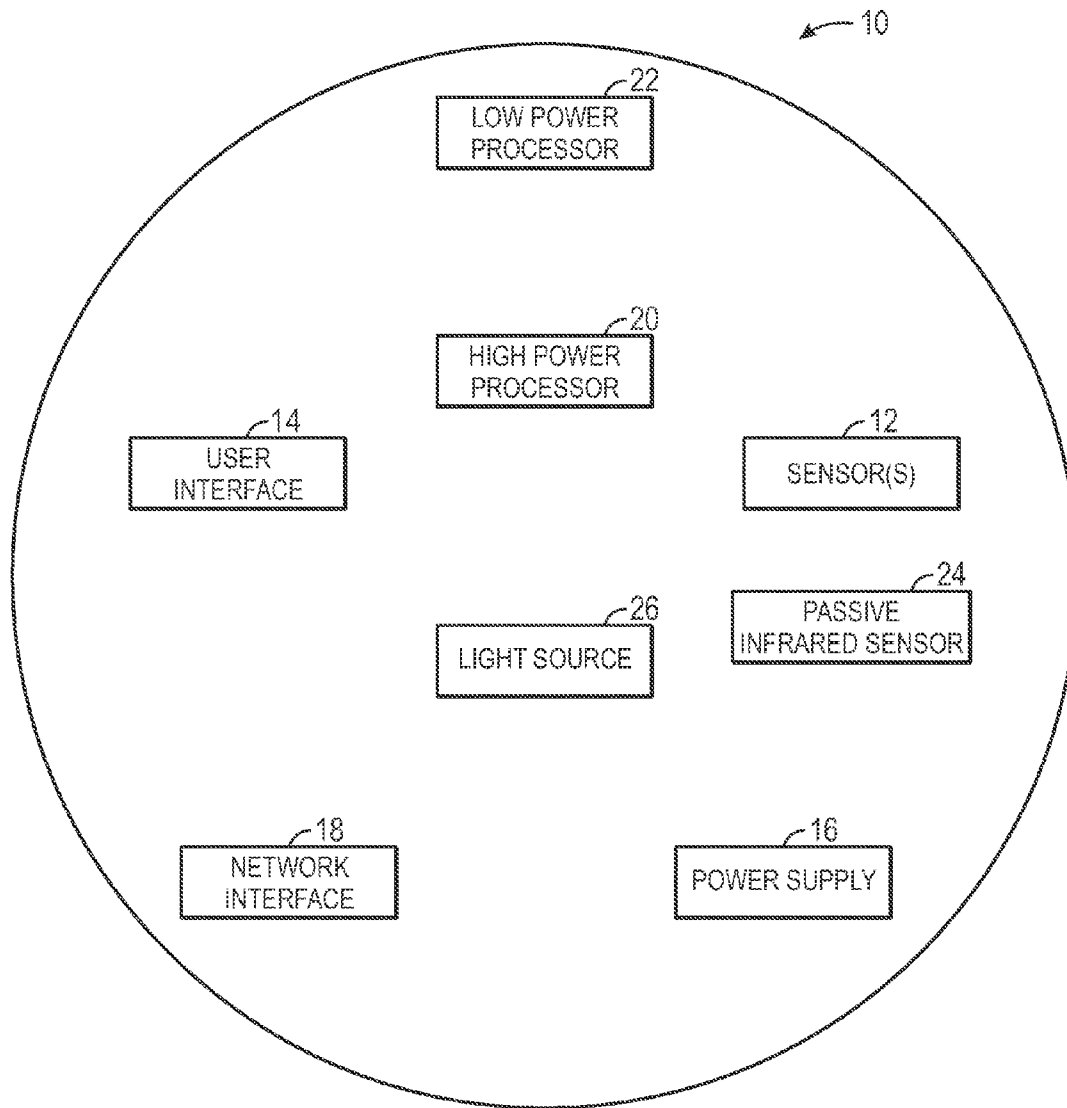 10
22
LOW POWER
PROCESSOR
20
HIGH POWER
PROCESSOR
14
USER
INTERFACE
12
SENSOR(S)
24
PASSIVE
INFRARED SENSOR
26
LIGHT SOURCE
18
NETWORK
INTERFACE
16
POWER SUPPLY